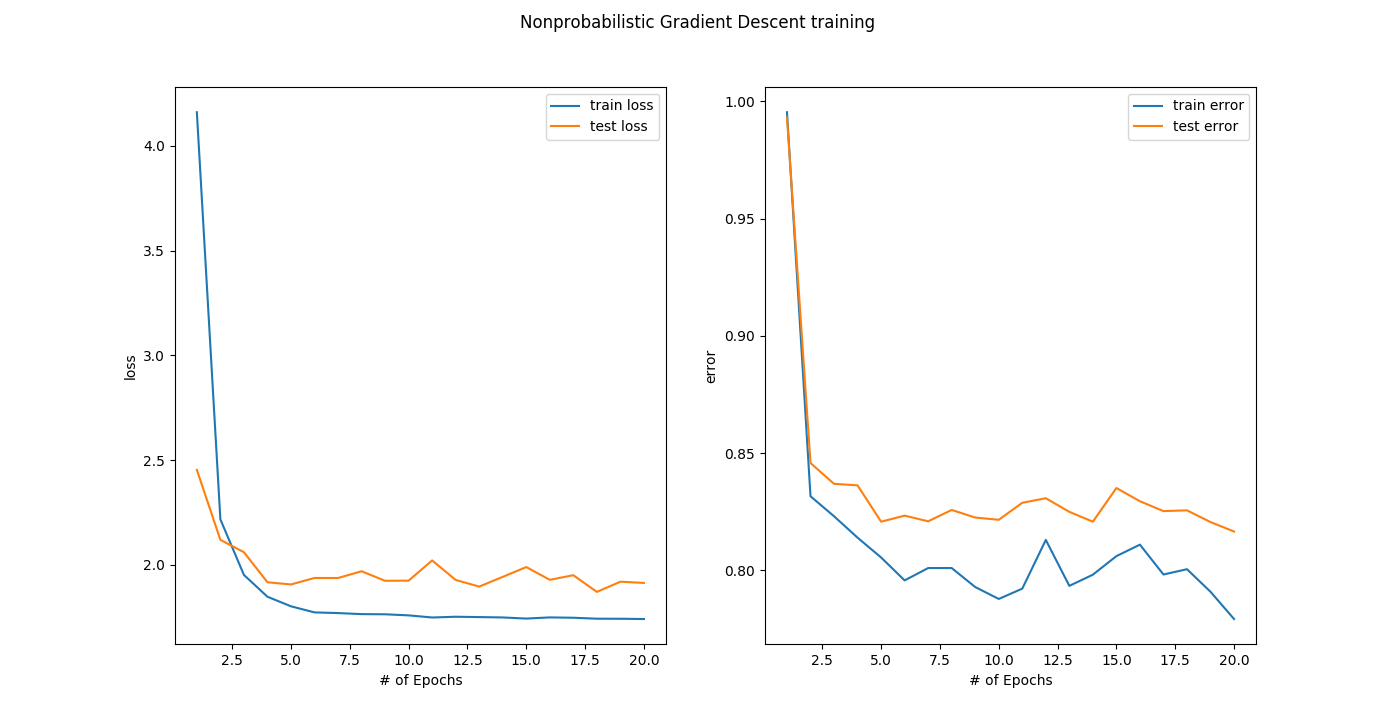 Nonprobabilistic Gradient Descent training
train loss
test loss
4.0
3.5
3.0
2.5
2.0
loss
2.5 5.0 7.5 10.0 12.5 15.0 17.5 20.0
# of Epochs
train error
test error
1.00
0.95
0.90
0.85
0.80
error
2.5 5.0 7.5 10.0 12.5 15.0 17.5 20.0
# of Epochs